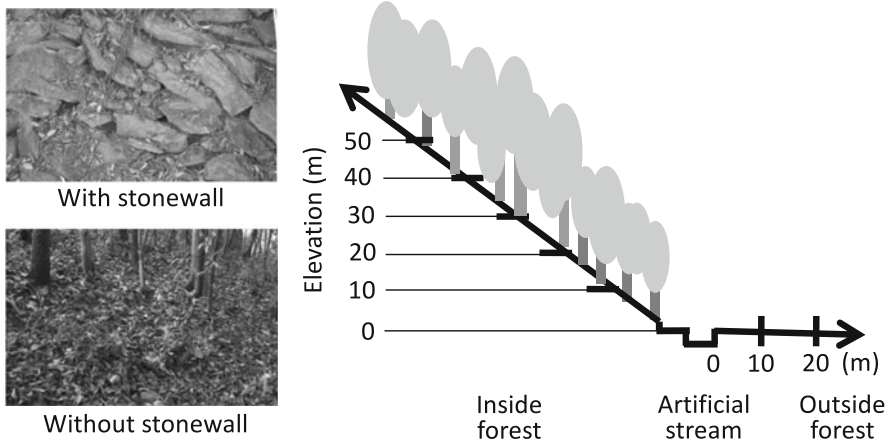 With stonewall
Without stonewall
Elevation (m)
50
40
30
20
10
0
0 10 20 (m)
Inside
forest
Artificial
stream
Outside
forest